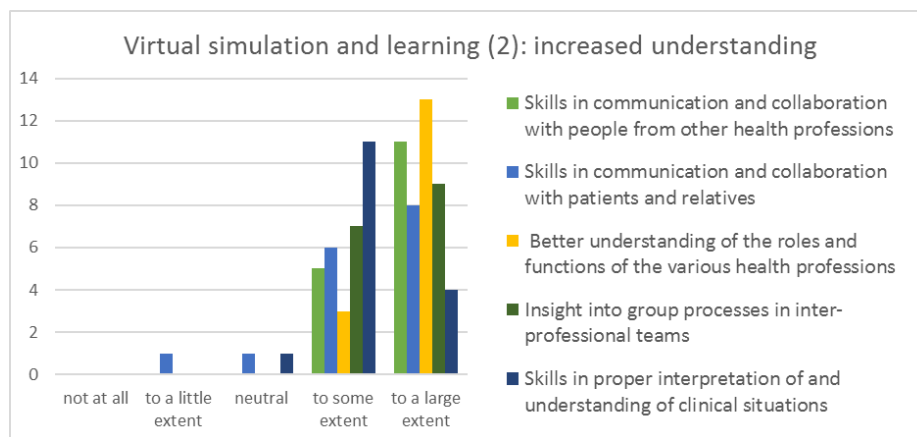 Virtual simulation and learning (2): increased understanding
14
12
10
8
6
4
2
0
not at all
to a little
extent
neutral
to some
extent
to a large
extent
Skills in communication and collaboration
with people from other health professions
Skills in communication and collaboration
with patients and relatives
Better understanding of the roles and
functions of the various health professions
Insight into group processes in inter-
professional teams
Skills in proper interpretation of and
understanding of clinical situations